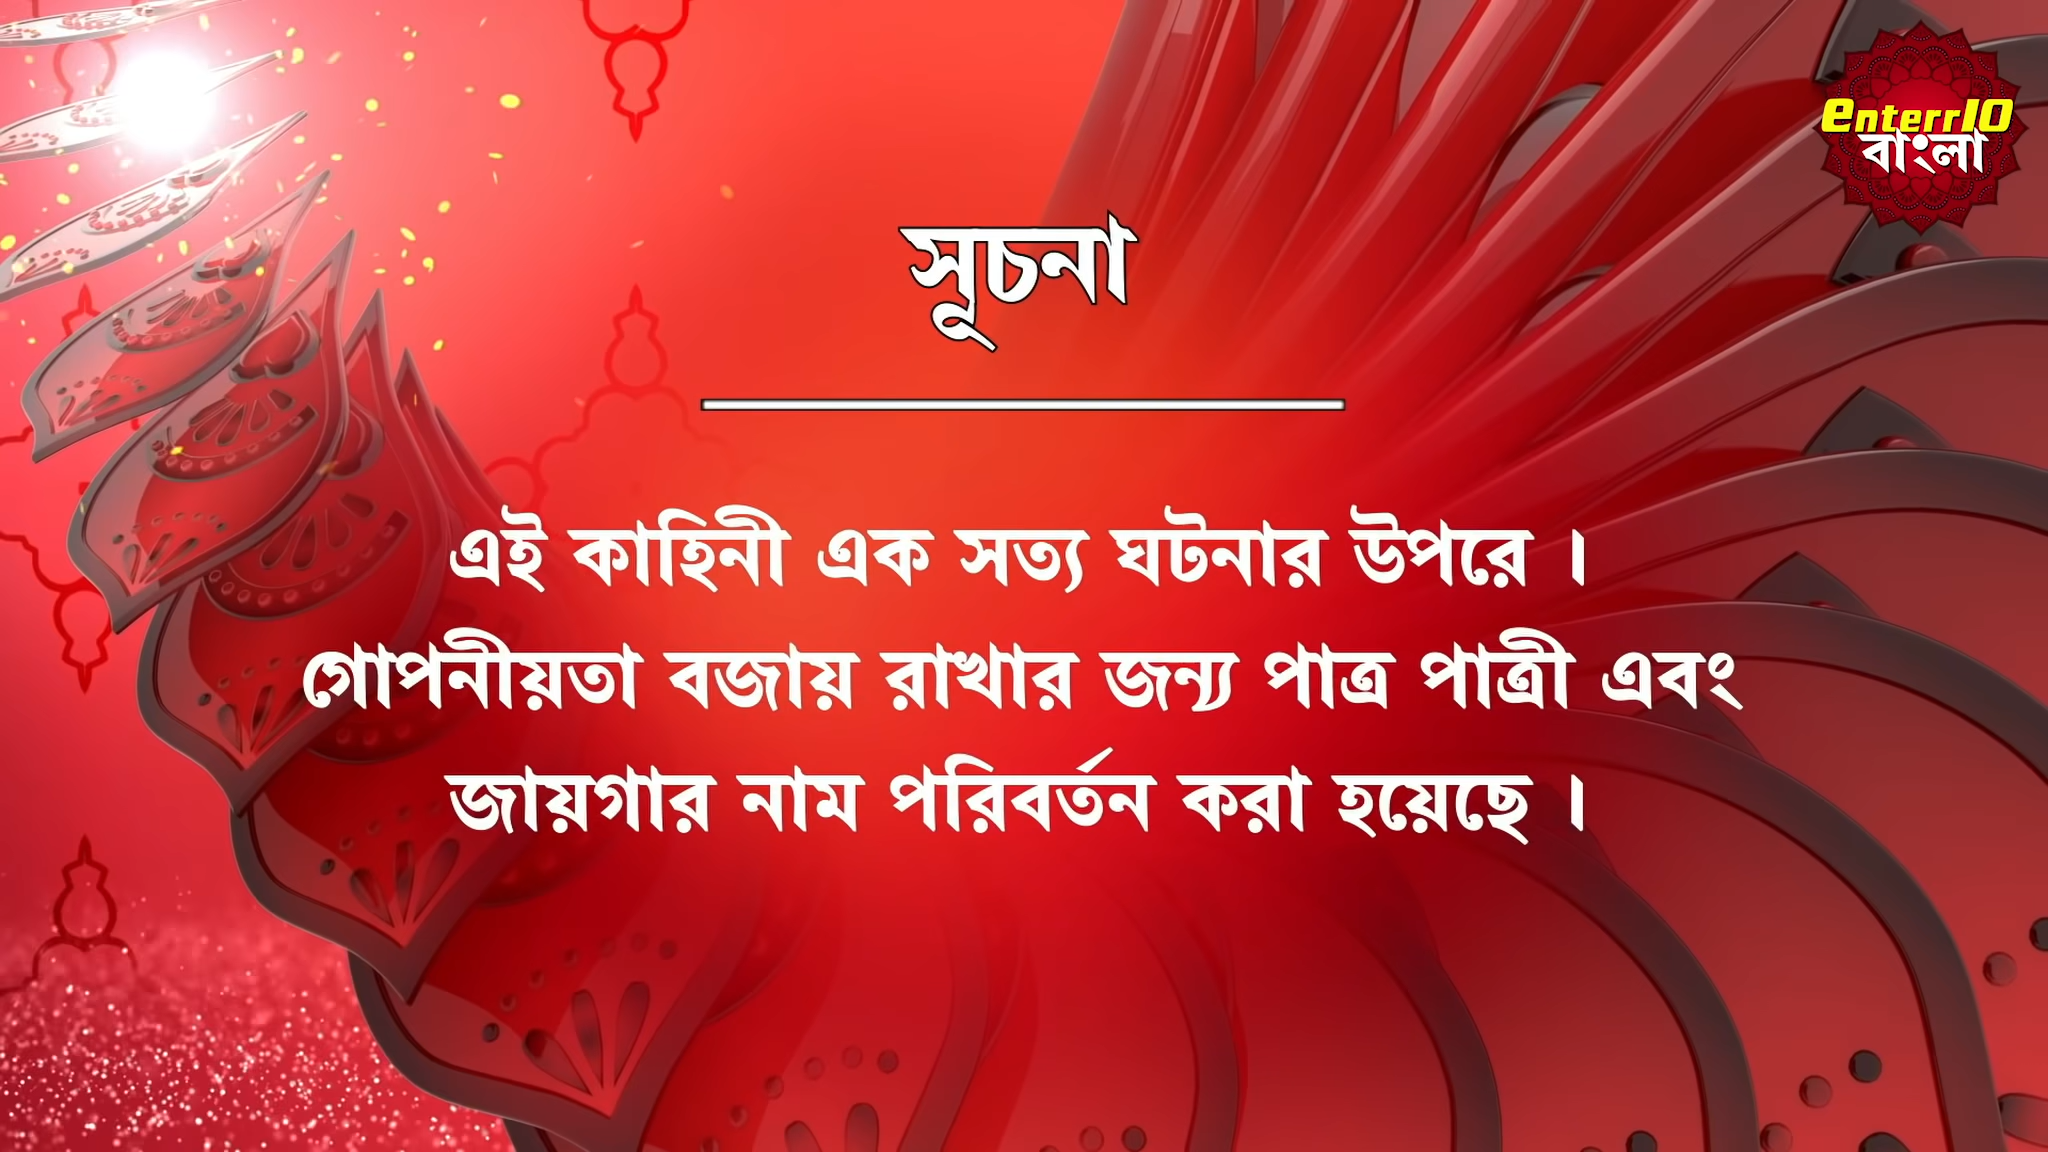 Enterr10
বাংলা
সূচনা
এই কাহিনী এক সত্য ঘটনার উপরে ।
গোপনীয়তা বজায় রাখার জন্য পাত্র পাত্রী এবং
জায়গার নাম পরিবর্তন করা হয়েছে ।